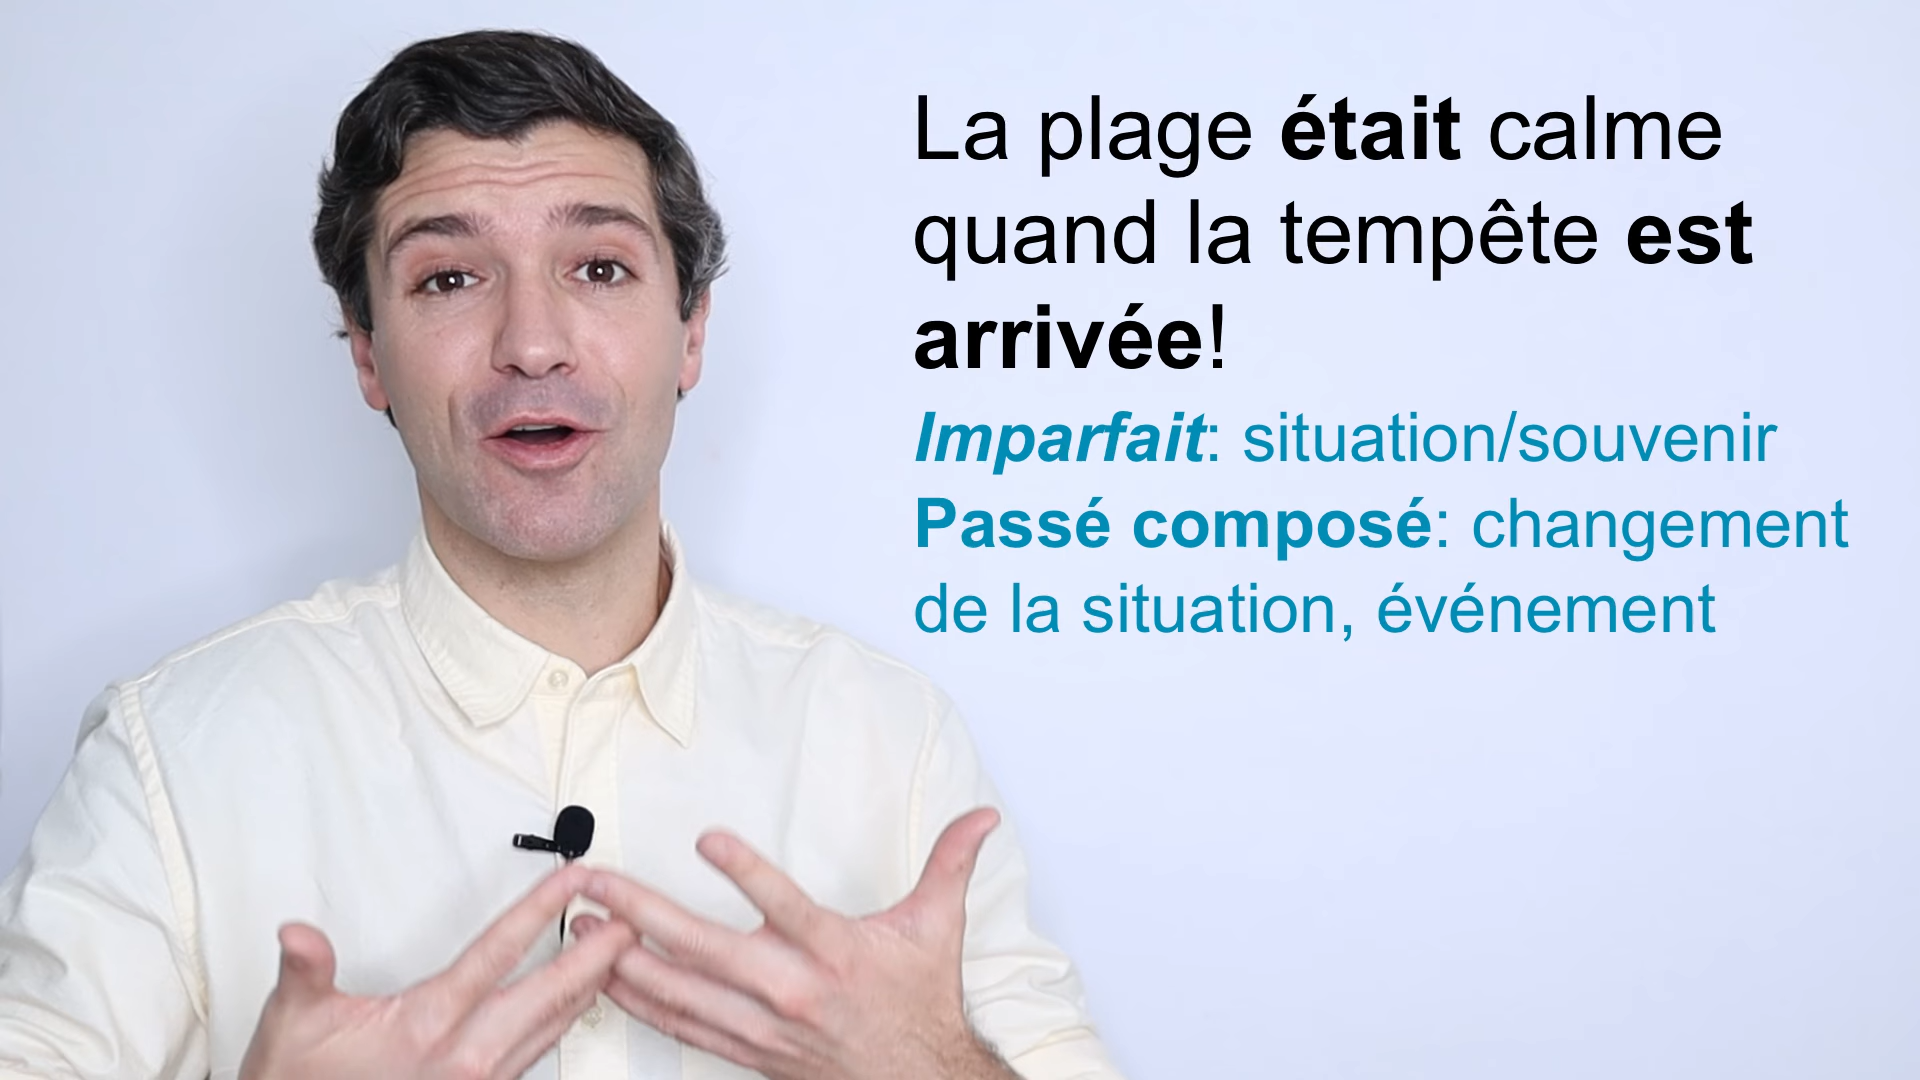 La plage était calme
quand la tempête est
arrivée!
Imparfait: situation/souvenir
Passé composé: changement
de la situation, événement